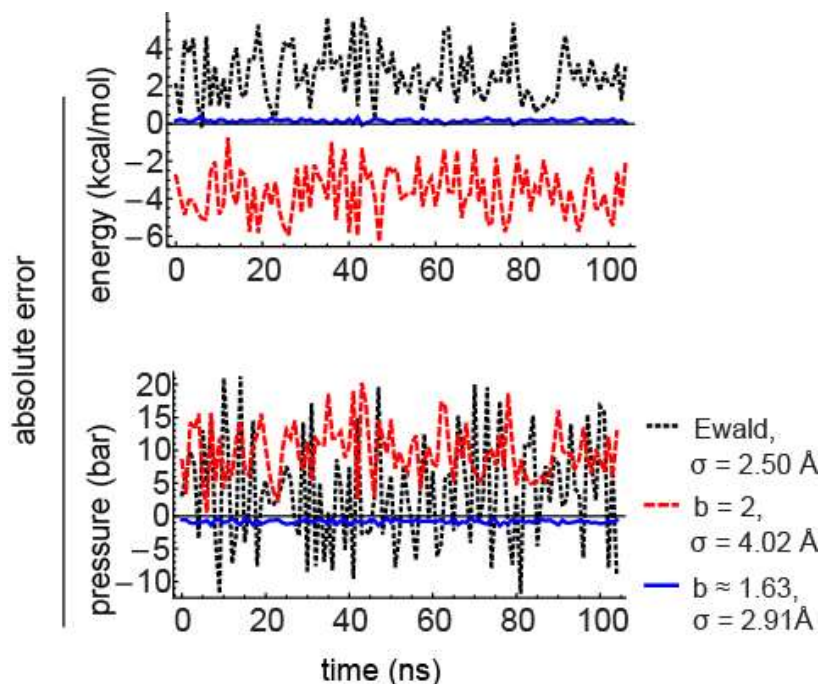 absolute error
energy (kcal/mol)
4
2
0
−2
−4
−6
0 20 40 60 80 100
pressure (bar)
20
15
10
5
0
−5
−10
0 20 40 60 80 100
time (ns)
Ewald,
σ = 2.50 Å
b = 2,
σ = 4.02 Å
b ≈ 1.63,
σ = 2.91Å